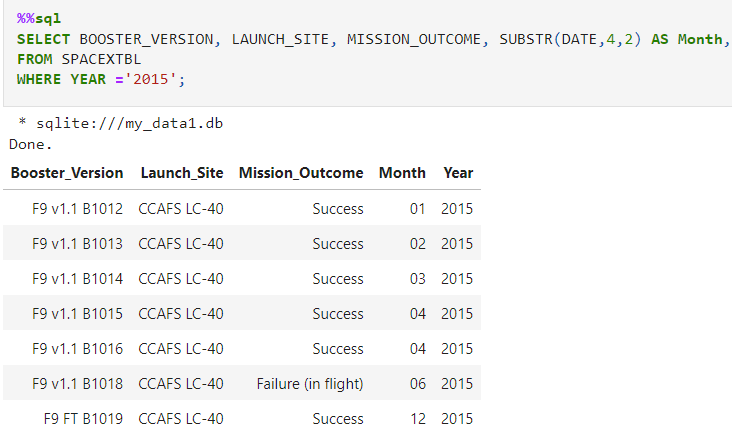 %%sql
SELECT BOOSTER_VERSION, LAUNCH_SITE, MISSION_OUTCOME, SUBSTR(DATE,4,2) AS Month,
FROM SPACEXTBL
WHERE YEAR ='2015';
* sqlite:///my_data1.db
Done.
Booster_Version Launch_Site Mission_Outcome Month Year
F9 v1.1 B1012 CCAFS LC-40 Success 01 2015
F9 v1.1 B1013 CCAFS LC-40 Success 02 2015
F9 v1.1 B1014 CCAFS LC-40 Success 03 2015
F9 v1.1 B1015 CCAFS LC-40 Success 04 2015
F9 v1.1 B1016 CCAFS LC-40 Success 04 2015
F9 v1.1 B1018 CCAFS LC-40 Failure (in flight) 06 2015
F9 FT B1019 CCAFS LC-40 Success 12 2015